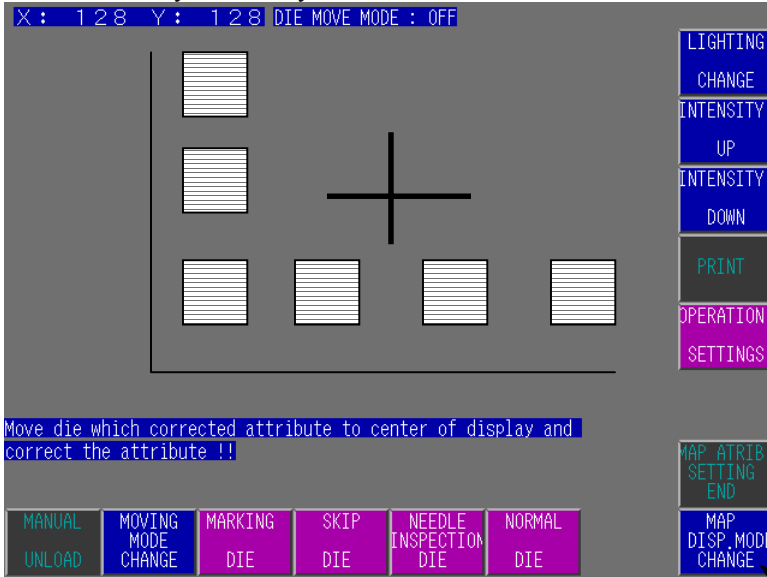 X: 128 Y: 128 DIE MOVE MODE : OFF
LIGHTING
CHANGE
INTENSITY
UP
INTENSITY
DOWN
PRINT
OPERATION
SETTINGS
Move die which corrected attribute to center of display and
correct the attribute !!
MAP ATRIB
SETTING
END
MANUAL
UNLOAD
MOVING
MODE
CHANGE
MARKING
DIE
SKIP
DIE
NEEDLE
INSPECTION
DIE
NORMAL
DIE
MAP
DISP.MODE
CHANGE